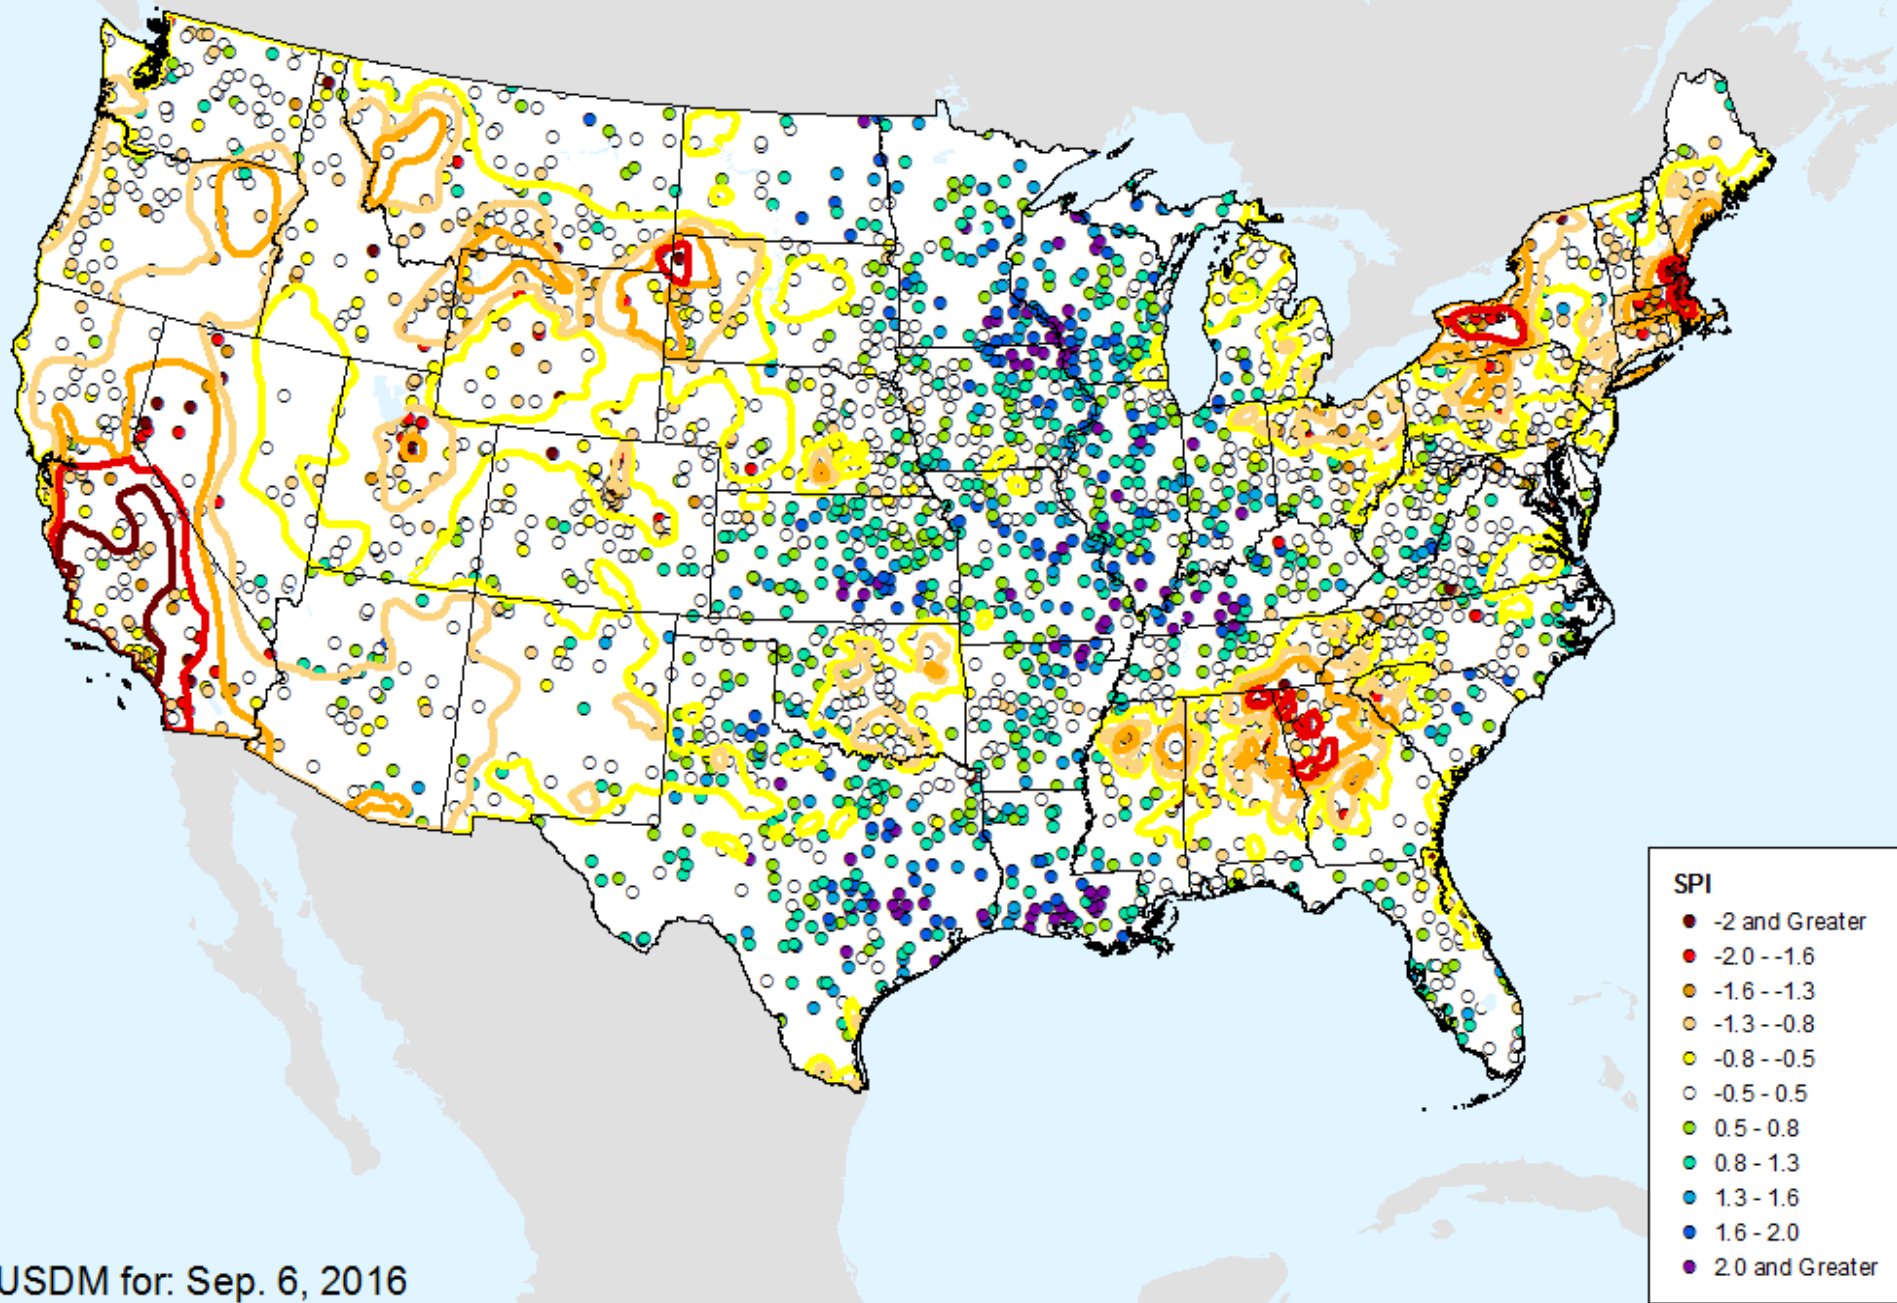 SPI
-2 and Greater
-2.0 - -1.6
-1.6 - -1.3
-1.3 - -0.8
-0.8 - -0.5
-0.5 - 0.5
0.5 - 0.8
0.8 - 1.3
1.3 - 1.6
1.6 - 2.0
2.0 and Greater
USDM for: Sep. 6, 2016